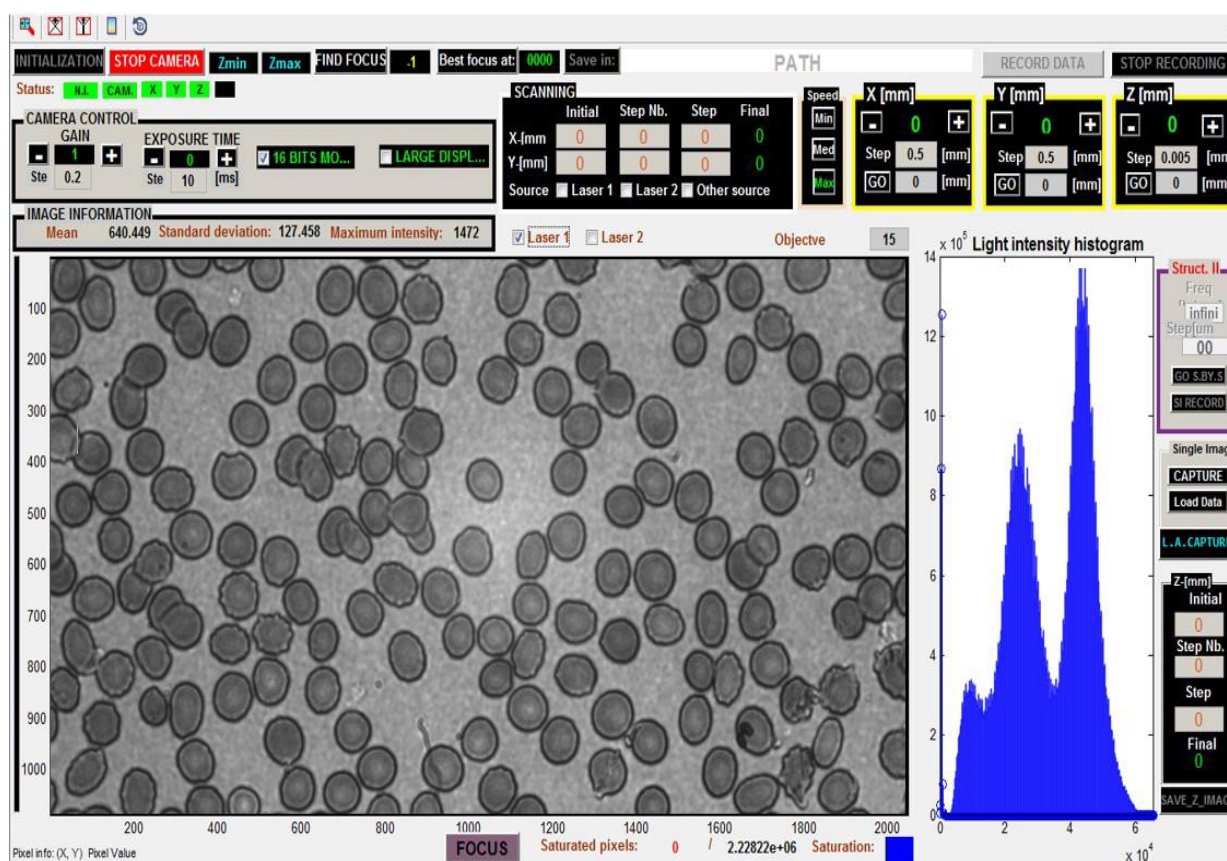 INITIALIZATION STOP CAMERA Zmin Zmax FIND FOCUS -1 Best focus at: 0000 Save in: PATH RECORD DATA STOP RECORDING
Status: N.I. CAM. X Y Z
CAMERA CONTROL
GAIN
- 1 +
Ste 0.2
EXPOSURE TIME
- 0 +
Ste 10 [ms]
16 BITS MO...
LARGE DISPL...
SCANNING
Initial Step Nb. Step Final
X-[mm 0 0 0 0
Y-[mm] 0 0 0 0
Source Laser 1 Laser 2 Other source
Speed
Min
Med
Max
X [mm]
- 0 +
Step 0.5 [mm]
GO 0 [mm]
Y [mm]
- 0 +
Step 0.5 [mm]
GO 0 [mm]
Z [mm]
- 0 +
Step 0.005 [mm]
GO 0 [mm]
IMAGE INFORMATION
Mean 640.449 Standard deviation: 127.458 Maximum intensity: 1472
Laser 1 Laser 2 Objectve 15
100
200
300
400
500
600
700
800
900
1000
200 400 600 800 1000 1200 1400 1600 1800 2000
x 10⁵ Light intensity histogram
14
12
10
8
6
4
2
0
0 2 4 6
x 10⁴
Struct. II
Freq
infini
Step[um
00
GO S.BY.S
SI RECORD
Single Imag
CAPTURE
Load Data
L.A.CAPTURE
Z-[mm]
Initial
0
Step Nb.
0
Step
0
Final
0
SAVE_Z_IMAG
Pixel info: (X, Y) Pixel Value
FOCUS
Saturated pixels: 0 / 2.22822e+06 Saturation: